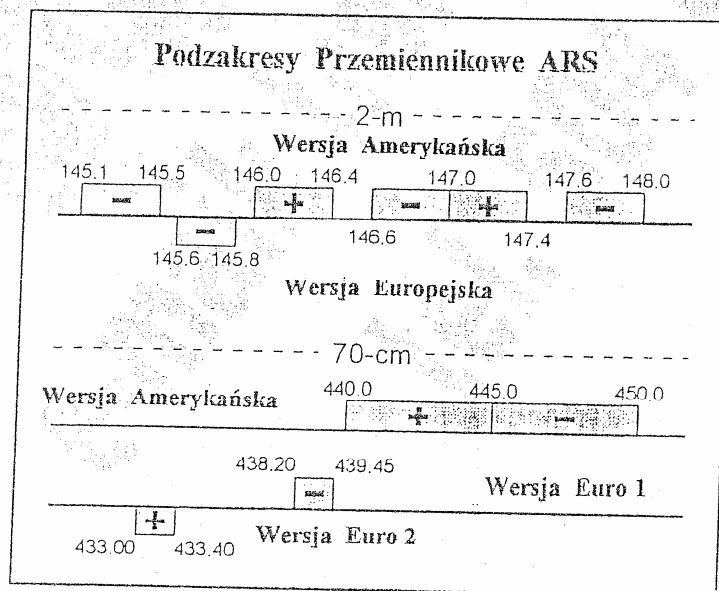 Podzakresy Przemiennikowe ARS
2-m
Wersja Amerykańska
145.1 145.5 146.0 146.4 147.0 147.6 148.0
- + - + -
-
145.6 145.8 146.6 147.4
Wersja Europejska
70-cm
Wersja Amerykańska 440.0 445.0 450.0
+ -
438.20 439.45
- Wersja Euro 1
+
433.00 433.40 Wersja Euro 2